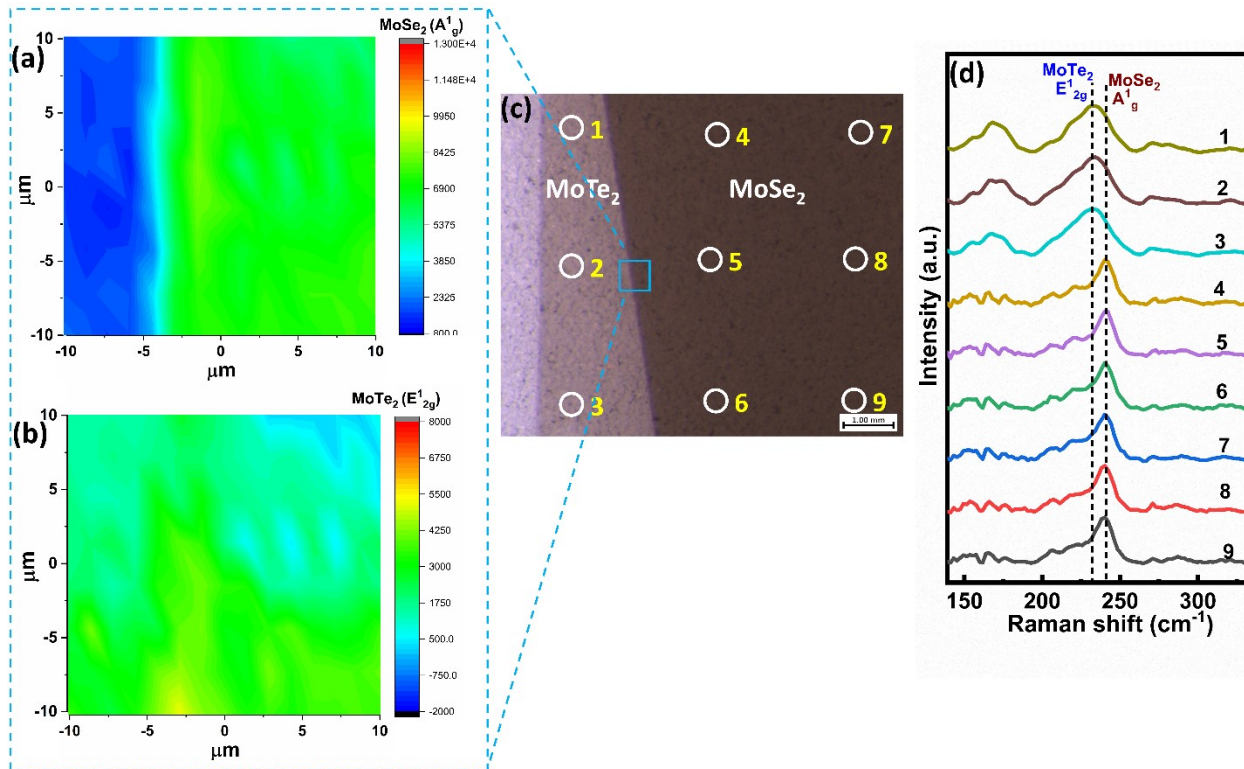 (a)
MoSe₂ (A¹g)
10
5
0
-5
-10
μm
-10
-5
0
5
10
μm
1.300E+4
1.148E+4
9950
8425
6900
5375
3850
2325
800.0
(b)
MoTe₂ (E¹2g)
10
5
0
-5
-10
μm
-10
-5
0
5
10
μm
8000
6750
5500
4250
3000
1750
500.0
-750.0
-2000
(c)
1
4
7
MoTe₂
MoSe₂
2
5
8
3
6
9
1.00 mm
(d)
MoTe₂
E¹2g
MoSe₂
A¹g
1
2
3
4
5
6
7
8
9
Intensity (a.u.)
150
200
250
300
Raman shift (cm⁻¹)